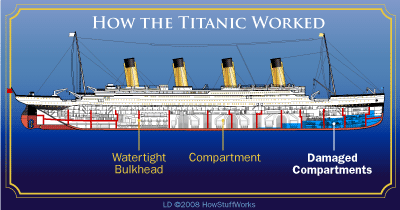 How the Titanic Worked
Watertight
Bulkhead
Compartment
Damaged
Compartments
LD ©2008 HowStuffWorks